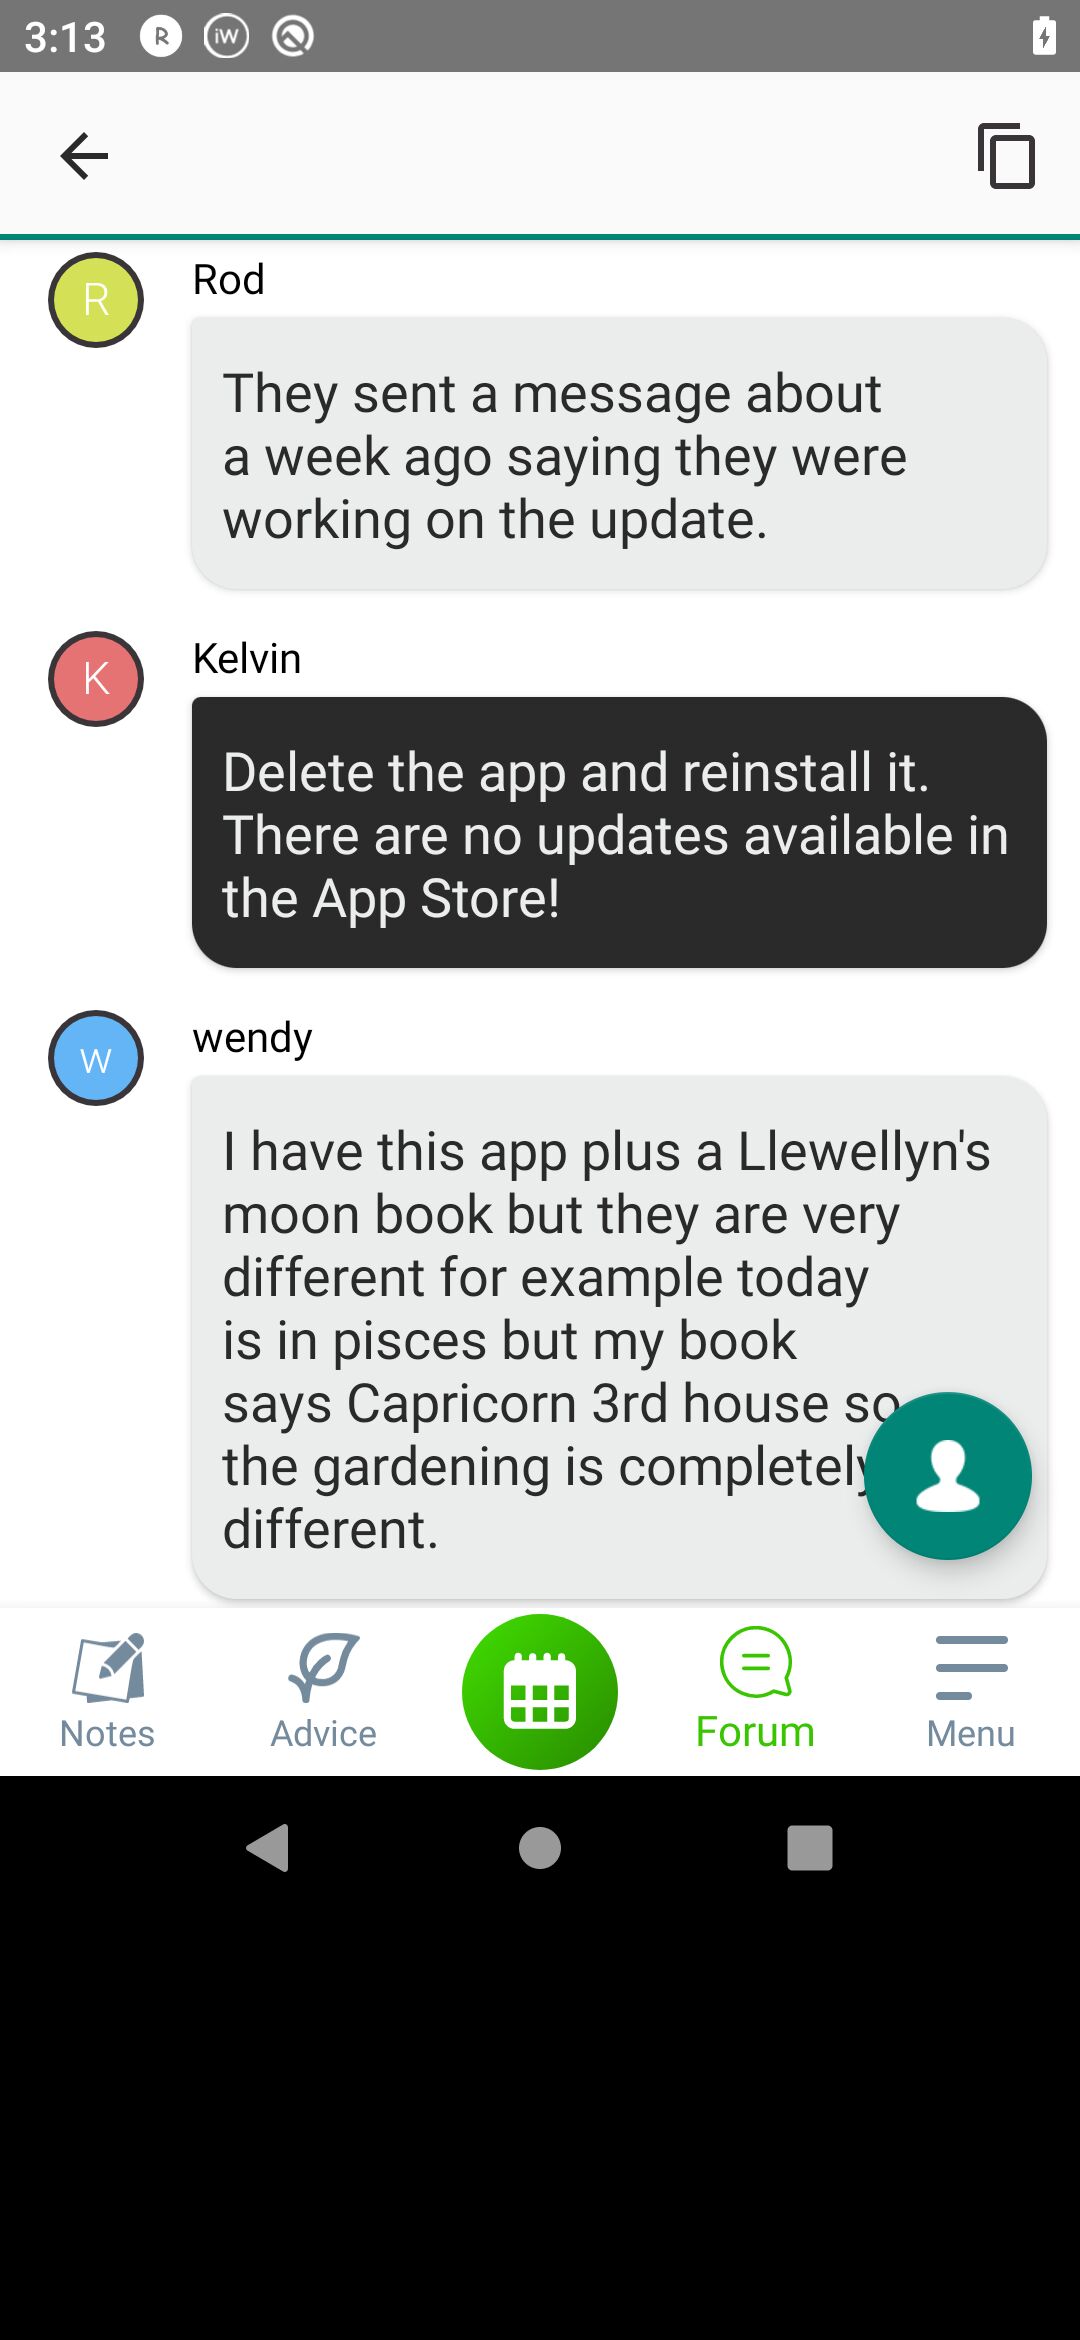 3:13
R
iW
R
Rod
They sent a message about
a week ago saying they were
working on the update.
K
Kelvin
Delete the app and reinstall it.
There are no updates available in
the App Store!
w
wendy
I have this app plus a Llewellyn's
moon book but they are very
different for example today
is in pisces but my book
says Capricorn 3rd house so
the gardening is completely
different.
Notes
Advice
Forum
Menu